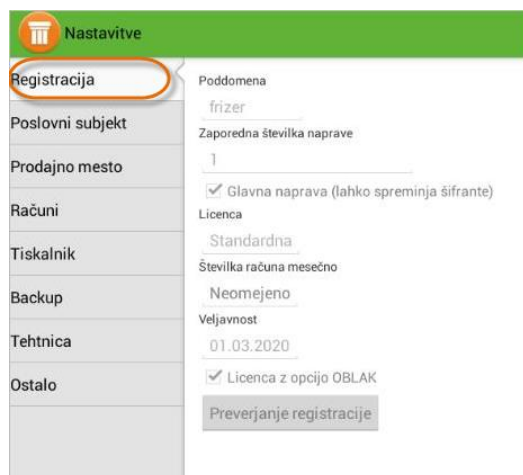 Nastavitve
Registracija
Poslovni subjekt
Prodajno mesto
Računi
Tiskalnik
Backup
Tehtnica
Ostalo
Poddomena
frizer
Zaporedna številka naprave
1
Glavna naprava (lahko spreminja šifrante)
Licenca
Standardna
Številka računa mesečno
Neomejeno
Veljavnost
01.03.2020
Licenca z opcijo OBLAK
Preverjanje registracije